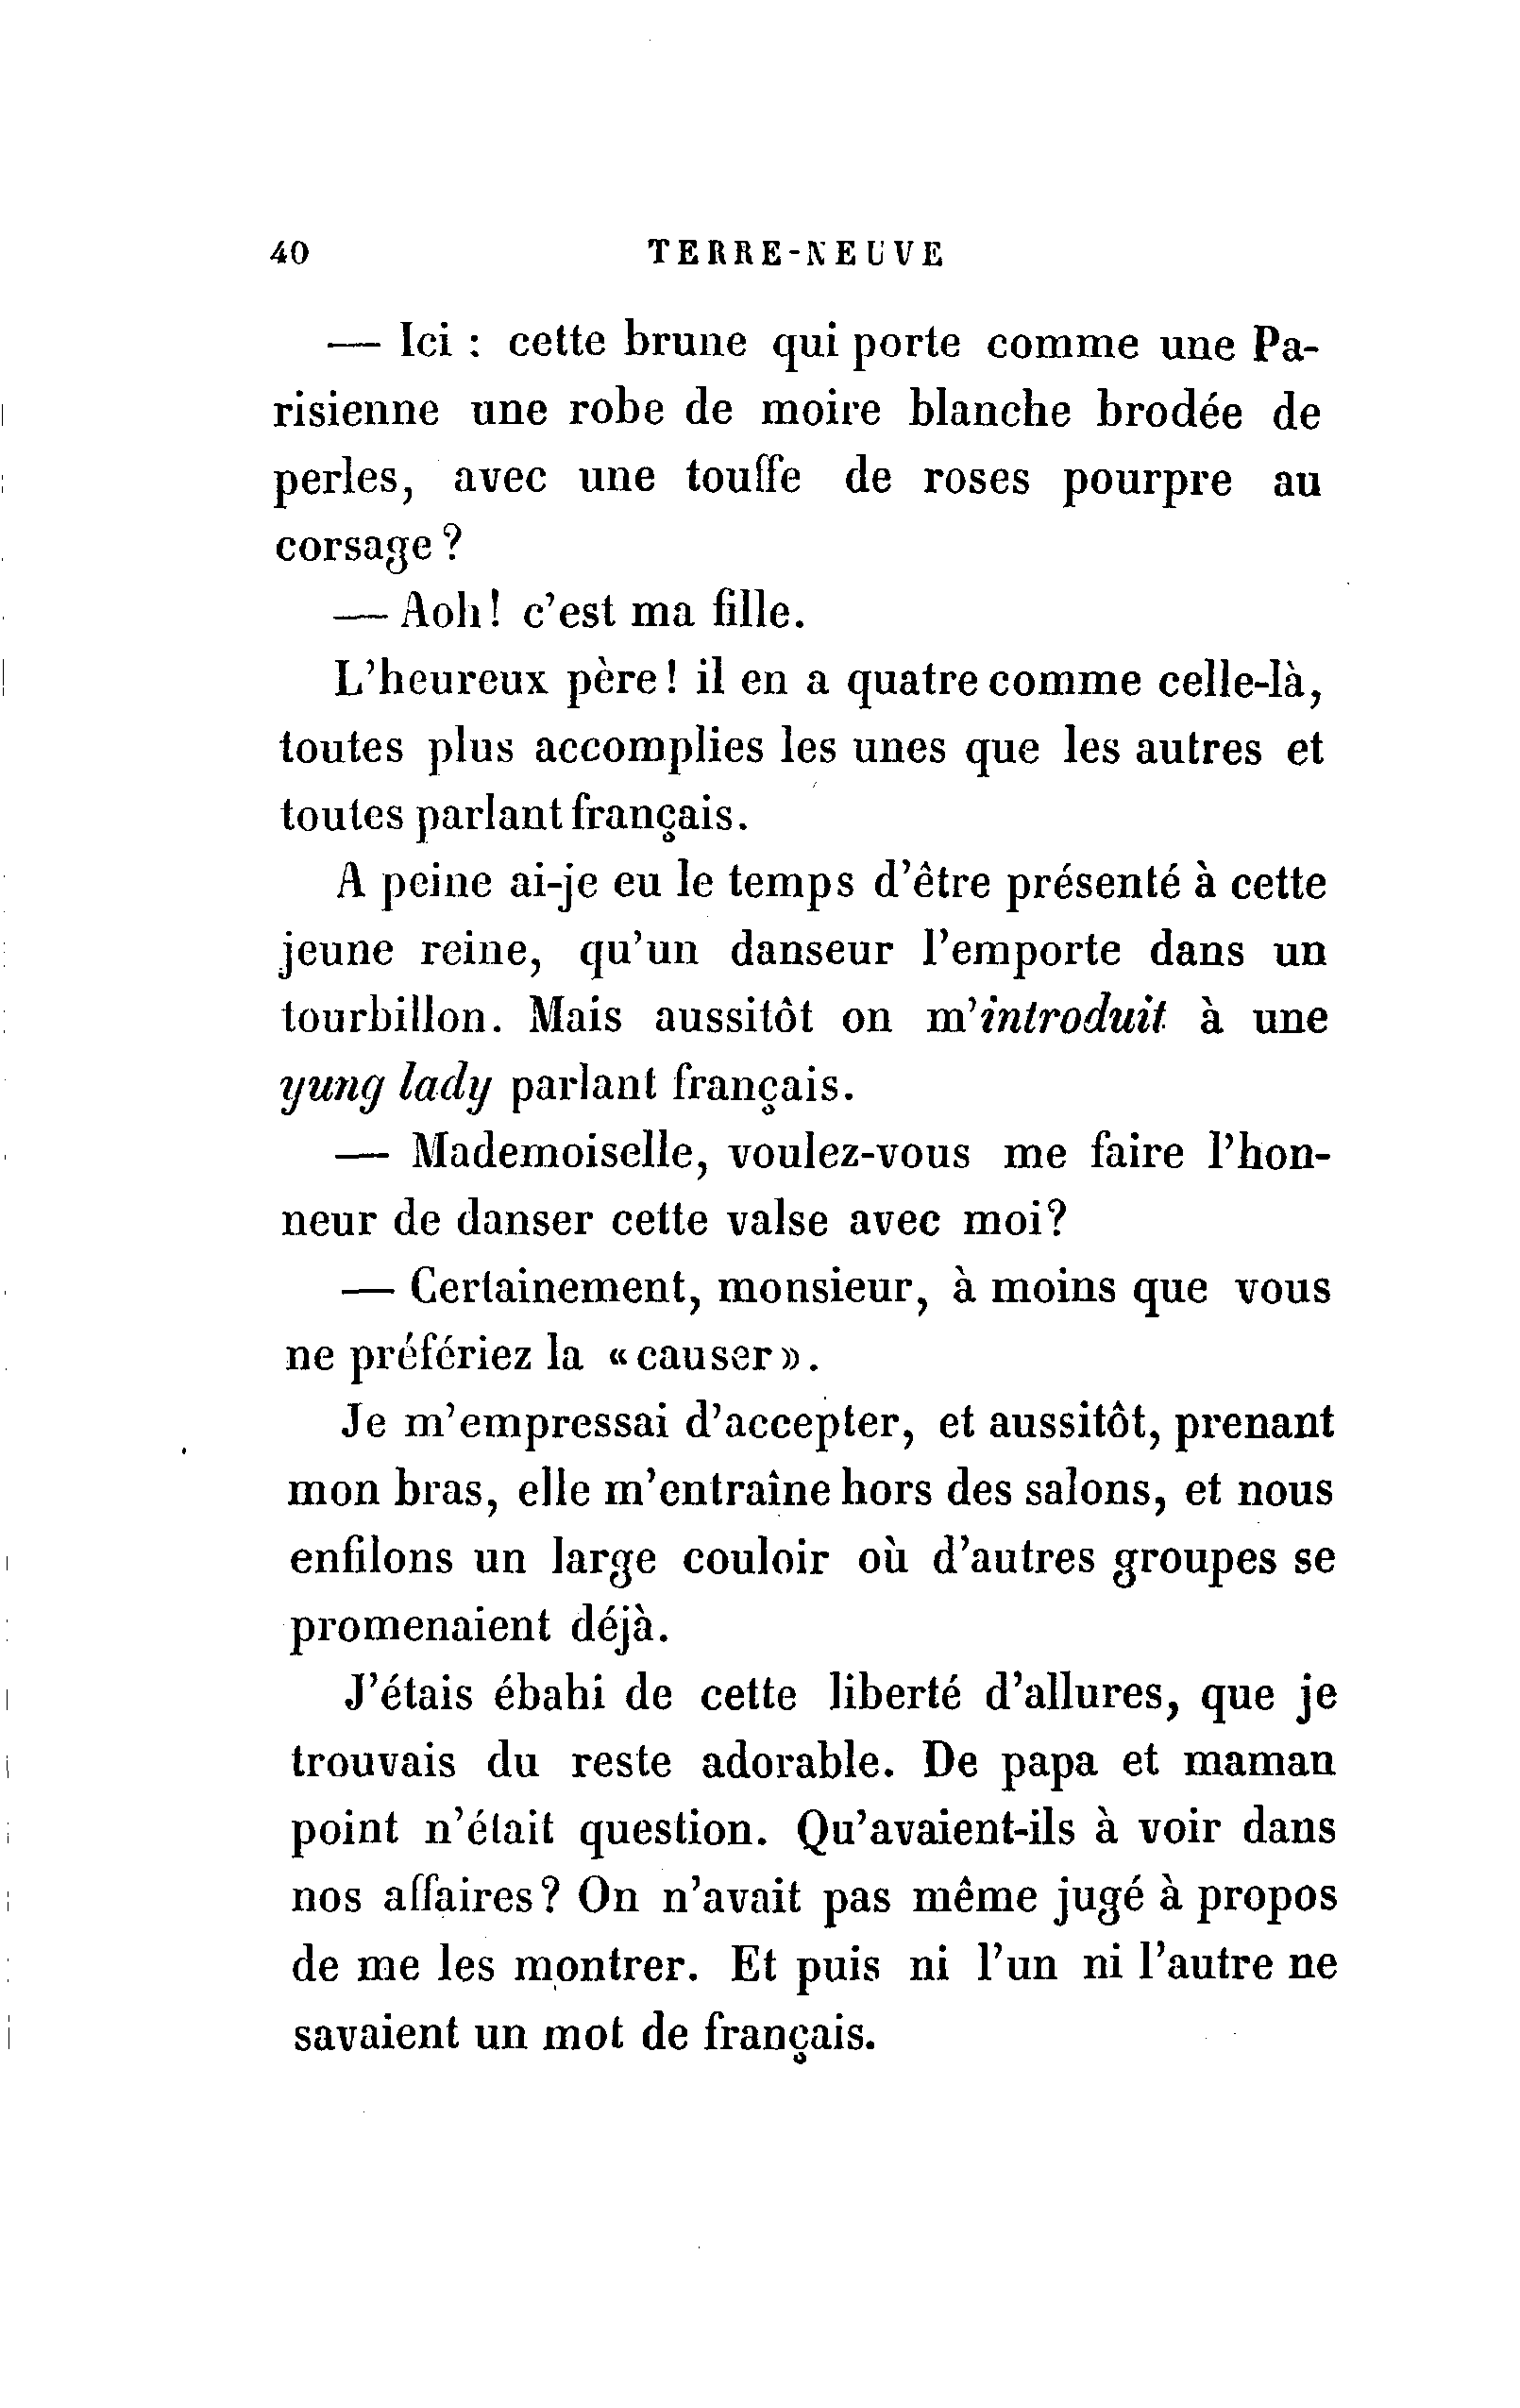 40 TERRE-NEUVE
— Ici : cette brune qui porte comme une Pa-
risienne une robe de moire blanche brodée de
perles, avec une touffe de roses pourpre au
corsage ?
— Aoh! c'est ma fille.
L'heureux père! il en a quatre comme celle-là,
toutes plus accomplies les unes que les autres et
toutes parlant français.
A peine ai-je eu le temps d'être présenté à cette
jeune reine, qu'un danseur l'emporte dans un
tourbillon. Mais aussitôt on m'introduit à une
yung lady parlant français.
— Mademoiselle, voulez-vous me faire l'hon-
neur de danser cette valse avec moi?
— Certainement, monsieur, à moins que vous
ne préfériez la « causer ».
Je m'empressai d'accepter, et aussitôt, prenant
mon bras, elle m'entraîne hors des salons, et nous
enfilons un large couloir où d'autres groupes se
promenaient déjà.
J'étais ébahi de cette liberté d'allures, que je
trouvais du reste adorable. De papa et maman
point n'était question. Qu'avaient-ils à voir dans
nos affaires? On n'avait pas même jugé à propos
de me les montrer. Et puis ni l'un ni l'autre ne
savaient un mot de français.